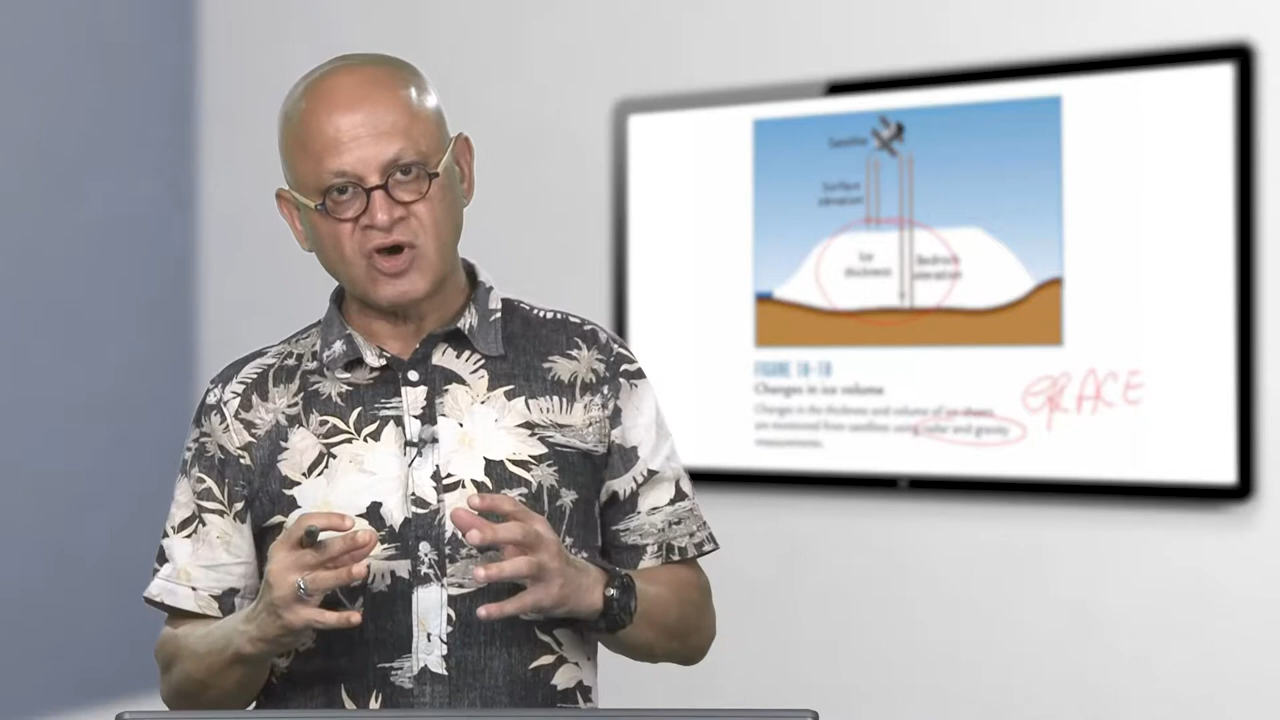 Satellite
Surface
elevation
Ice
thickness
Bedrock
elevation
FIGURE 18-18
Changes in ice volume.
Changes in the thickness and volume of ice sheets
are monitored from satellites using radar and gravity
measurements.
GRACE